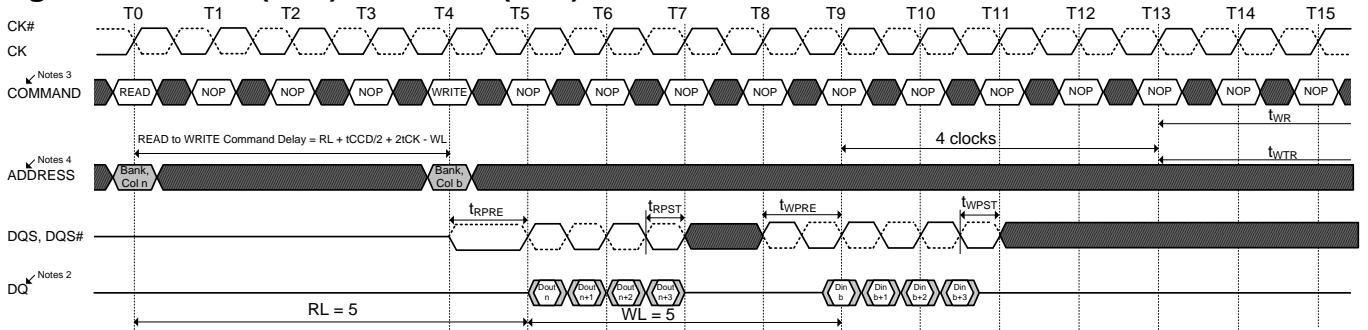 T0 T1 T2 T3 T4 T5 T6 T7 T8 T9 T10 T11 T12 T13 T14 T15
CK#
CK
Notes 3
COMMAND READ NOP NOP NOP WRITE NOP NOP NOP NOP NOP NOP NOP NOP NOP NOP NOP
tWR
READ to WRITE Command Delay = RL + tCCD/2 + 2tCK - WL
4 clocks
tWTR
Notes 4
ADDRESS
Bank, Col n
Bank, Col b
tRPRE tRPST tWPRE tWPST
DQS, DQS#
Notes 2
DQ
Dout n
Dout n+1
Dout n+2
Dout n+3
Din b
Din b+1
Din b+2
Din b+3
RL = 5 WL = 5